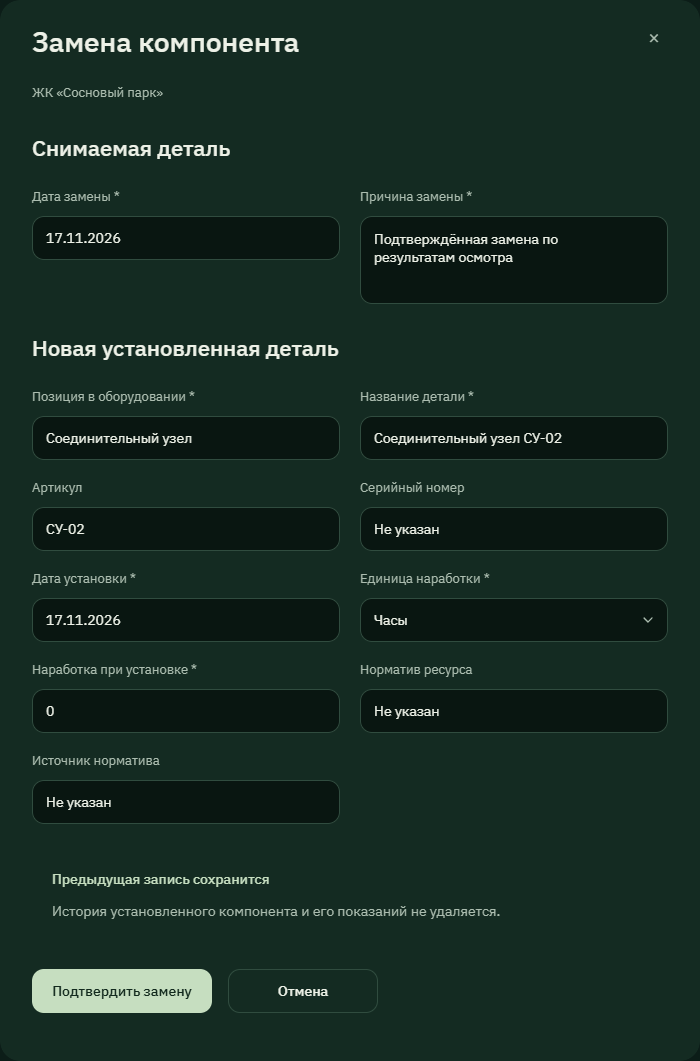 Замена компонента
×
ЖК «Сосновый парк»
Снимаемая деталь
Дата замены *
17.11.2026
Причина замены *
Подтверждённая замена по
результатам осмотра
Новая установленная деталь
Позиция в оборудовании *
Соединительный узел
Название детали *
Соединительный узел СУ-02
Артикул
СУ-02
Серийный номер
Не указан
Дата установки *
17.11.2026
Единица наработки *
Часы
Наработка при установке *
0
Норматив ресурса
Не указан
Источник норматива
Не указан
Предыдущая запись сохранится
История установленного компонента и его показаний не удаляется.
Подтвердить замену
Отмена